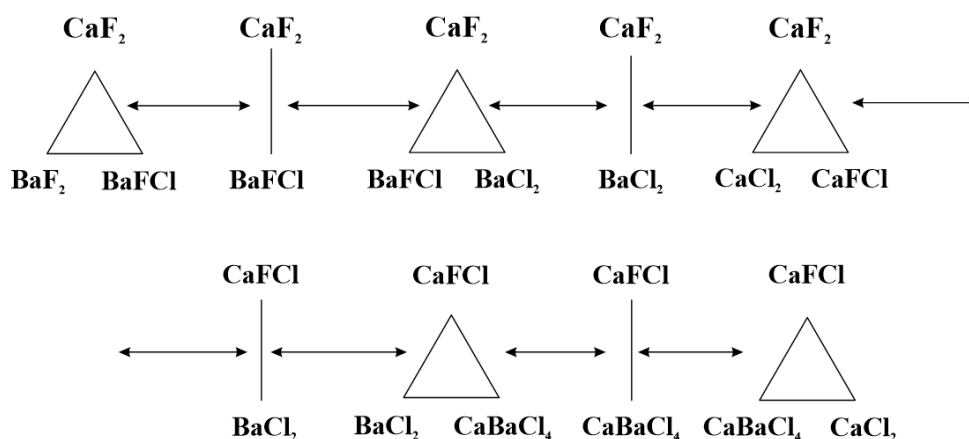 CaF₂ CaF₂ CaF₂ CaF₂ CaF₂
BaF₂ BaFCl BaFCl BaFCl BaCl₂ BaCl₂ CaCl₂ CaFCl
CaFCl CaFCl CaFCl CaFCl
BaCl₂ BaCl₂ CaBaCl₄ CaBaCl₄ CaBaCl₄ CaCl₂